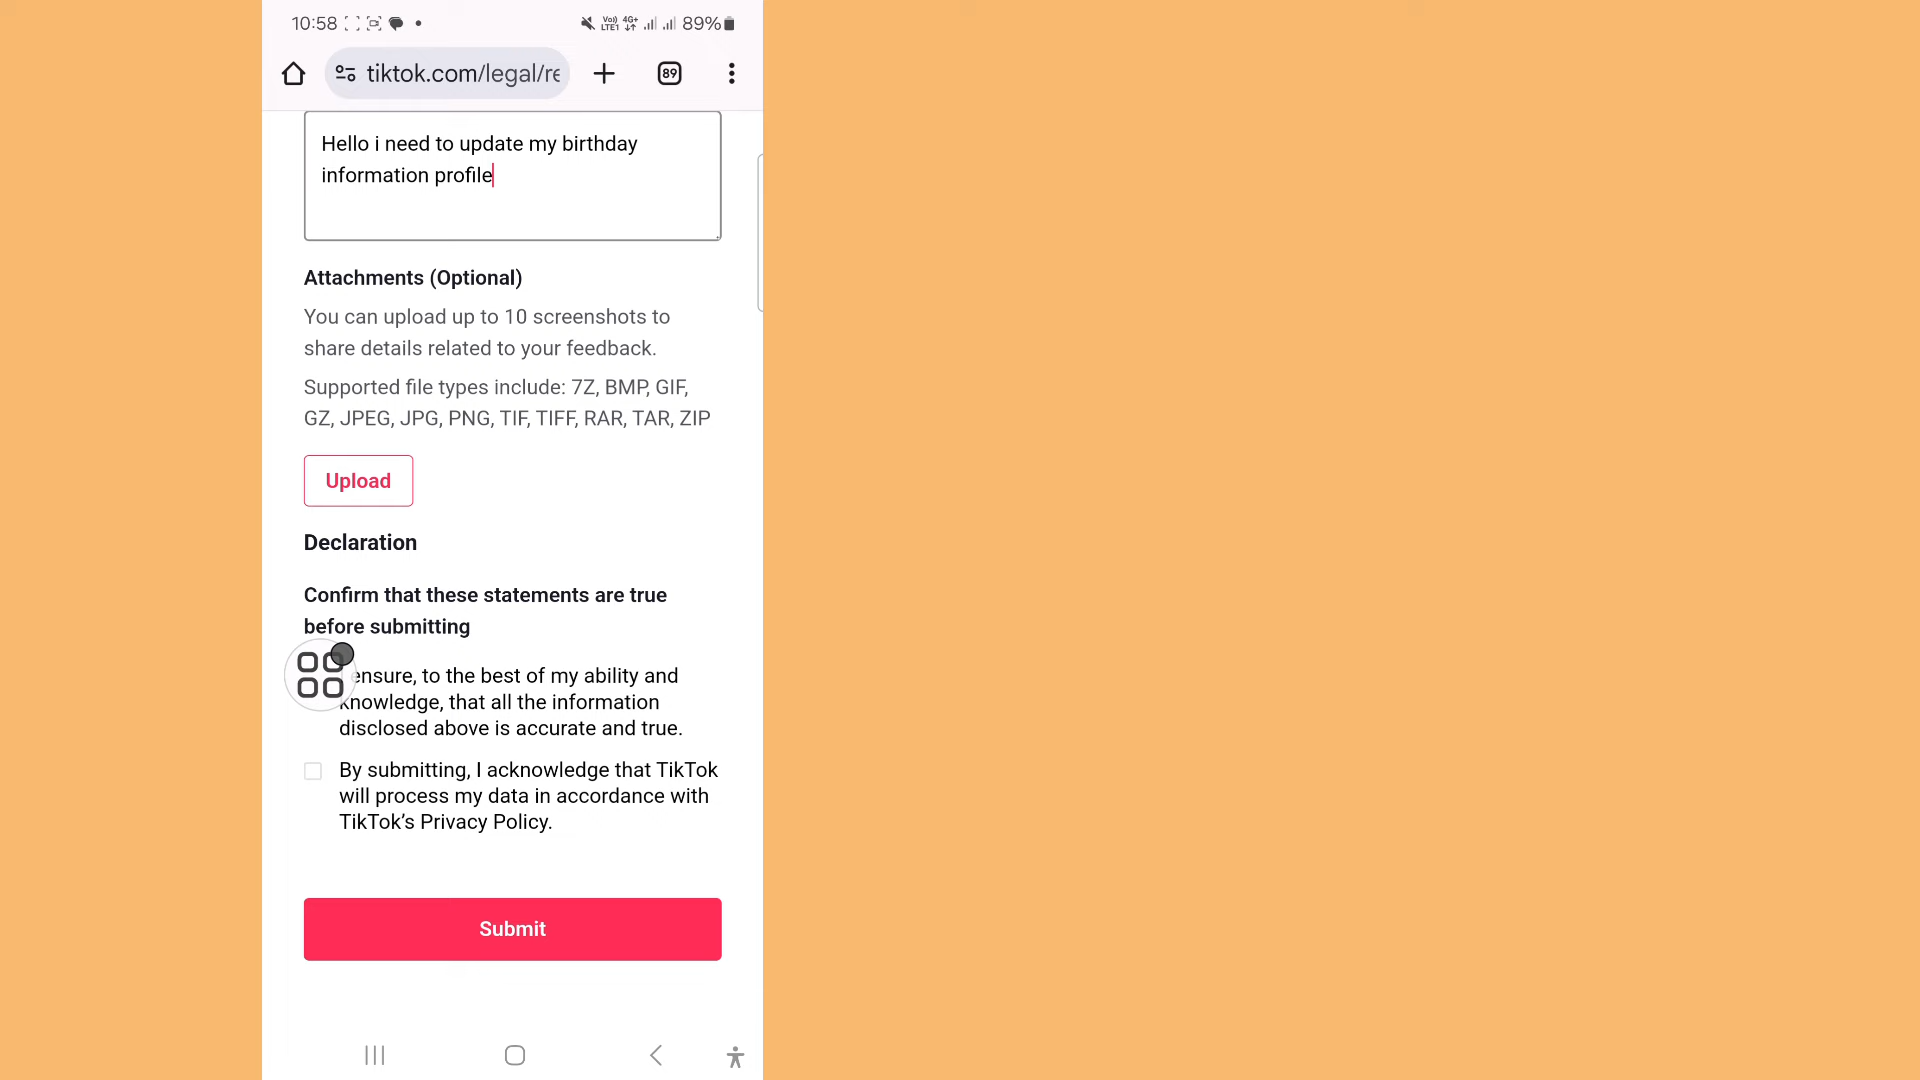 10:58
Vo)) 4G+ 89%
LTE1
tiktok.com/legal/re
89
Hello i need to update my birthday
information profile
Attachments (Optional)
You can upload up to 10 screenshots to
share details related to your feedback.
Supported file types include: 7Z, BMP, GIF,
GZ, JPEG, JPG, PNG, TIF, TIFF, RAR, TAR, ZIP
Upload
Declaration
Confirm that these statements are true
before submitting
ensure, to the best of my ability and
knowledge, that all the information
disclosed above is accurate and true.
By submitting, I acknowledge that TikTok
will process my data in accordance with
TikTok’s Privacy Policy.
Submit